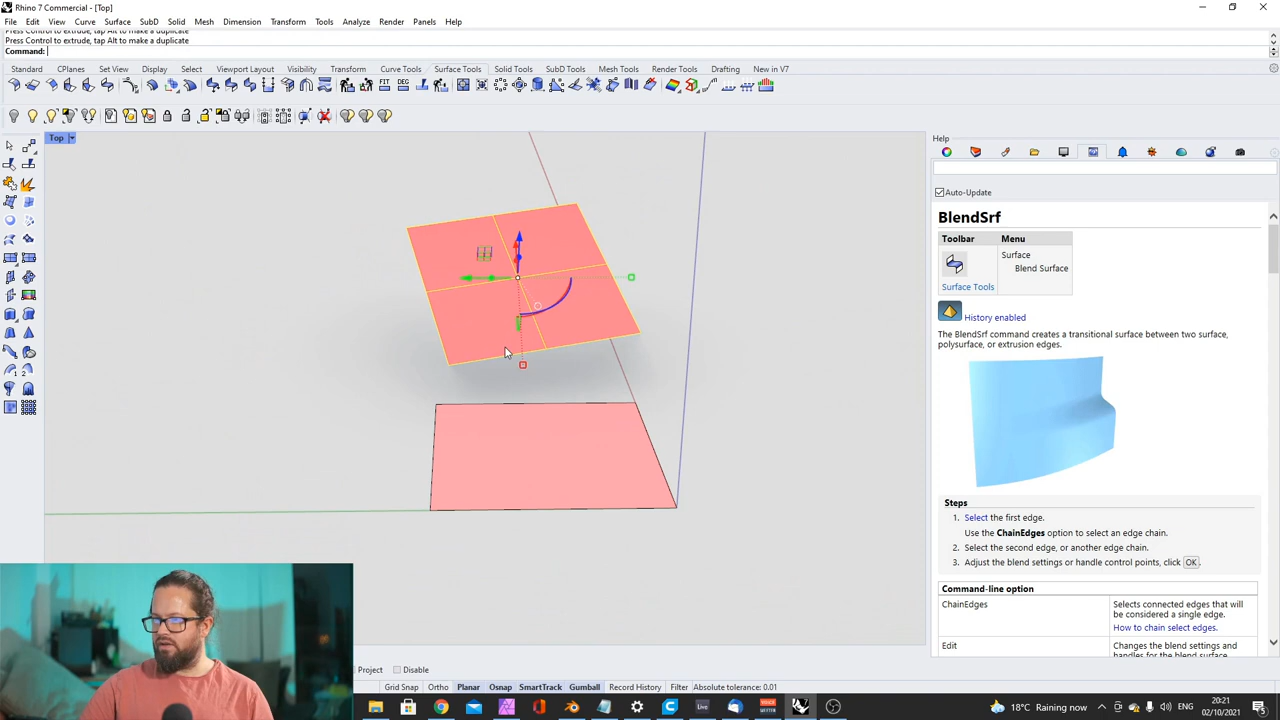 Rhino 7 Commercial - [Top]
File Edit View Curve Surface SubD Solid Mesh Dimension Transform Tools Analyze Render Panels Help
Press Control to extrude, tap Alt to make a duplicate
Press Control to extrude, tap Alt to make a duplicate
Command:
Standard CPlanes Set View Display Select Viewport Layout Visibility Transform Curve Tools Surface Tools Solid Tools SubD Tools Mesh Tools Render Tools Drafting New in V7
Top
Help
Auto-Update
BlendSrf
Toolbar Menu
Surface
Blend Surface
Surface Tools
History enabled
The BlendSrf command creates a transitional surface between two surface,
polysurface, or extrusion edges.
Steps
1. Select the first edge.
Use the ChainEdges option to select an edge chain.
2. Select the second edge, or another edge chain.
3. Adjust the blend settings or handle control points, click OK.
Command-line option
ChainEdges Selects connected edges that will
be considered a single edge.
How to chain select edges.
Edit Changes the blend settings and
handles for the blend surface.
Project Disable
Grid Snap Ortho Planar Osnap SmartTrack Gumball Record History Filter Absolute tolerance: 0.01
Live
18°C Raining now
20:21
02/10/2021